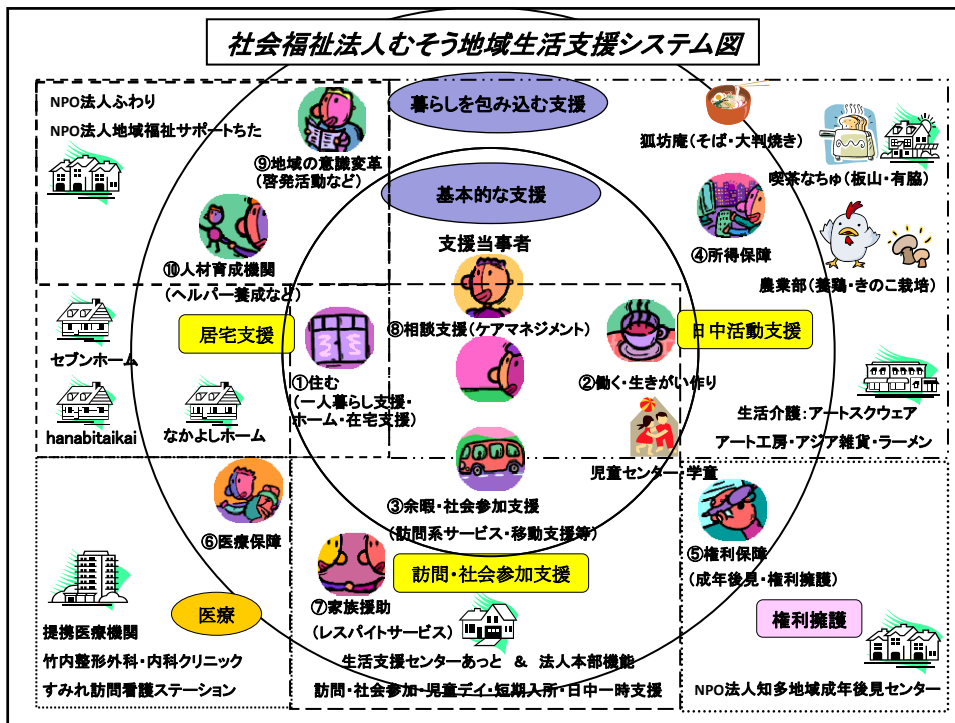 社会福祉法人むそう地域生活支援システム図
NPO法人ふわり
NPO法人地域福祉サポートちた
⑨地域の意識変革
(啓発活動など)
暮らしを包み込む支援
狐坊庵(そば・大判焼き)
喫茶なちゅ(板山・有脇)
基本的な支援
支援当事者
④所得保障
農業部(養鶏・きのこ栽培)
⑩人材育成機関
(ヘルパー養成など)
居宅支援
⑧相談支援(ケアマネジメント)
日中活動支援
セブンホーム
①住む
(一人暮らし支援・
ホーム・在宅支援)
②働く・生きがい作り
hanabitaikai
なかよしホーム
生活介護:アートスクウェア
アート工房・アジア雑貨・ラーメン
児童センター・学童
③余暇・社会参加支援
(訪問系サービス・移動支援等)
⑥医療保障
⑤権利保障
(成年後見・権利擁護)
訪問・社会参加支援
⑦家族援助
(レスパイトサービス)
医療
権利擁護
提携医療機関
竹内整形外科・内科クリニック
すみれ訪問看護ステーション
生活支援センターあっと & 法人本部機能
訪問・社会参加・児童デイ・短期入所・日中一時支援
NPO法人知多地域成年後見センター